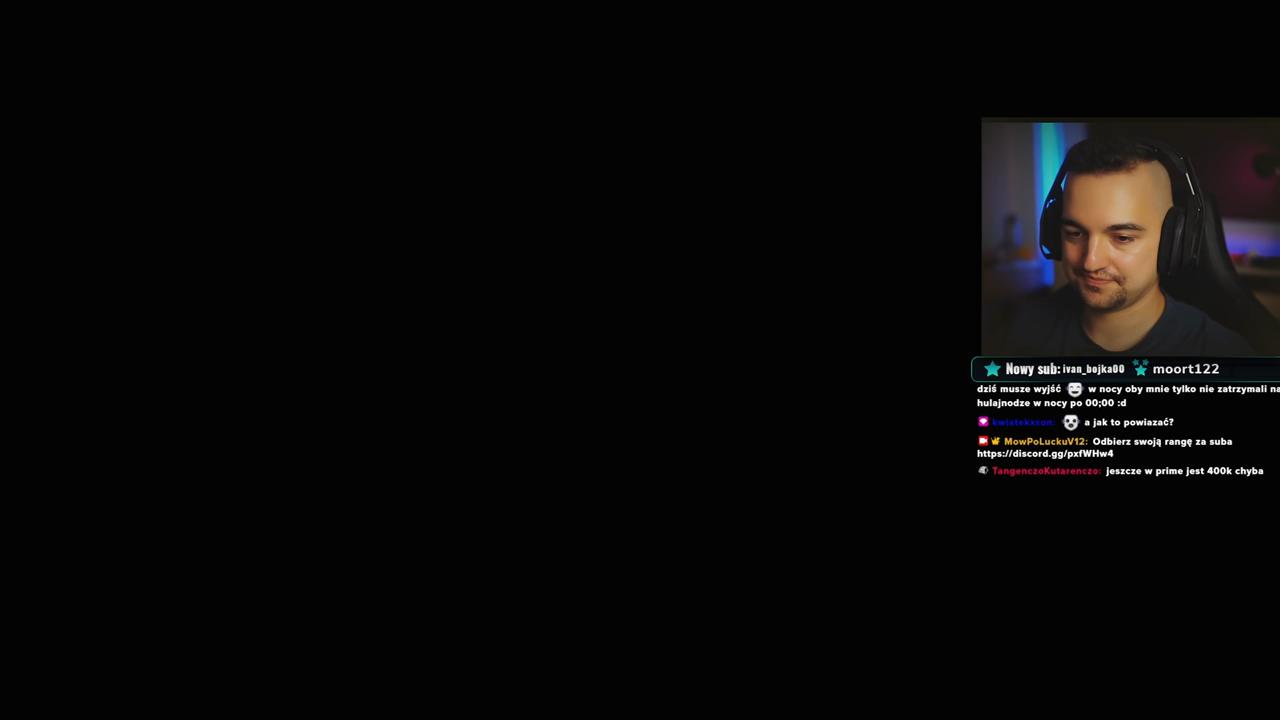 Nowy sub: ivan_bojka00 moort122
dziś musze wyjść w nocy oby mnie tylko nie zatrzymali na
hulajnodze w nocy po 00;00 :d
kwiatekxson: a jak to powiazać?
MowPoLuckuV12: Odbierz swoją rangę za suba
https://discord.gg/pxfWHw4
TangenczoKutarenczo: jeszcze w prime jest 400k chyba